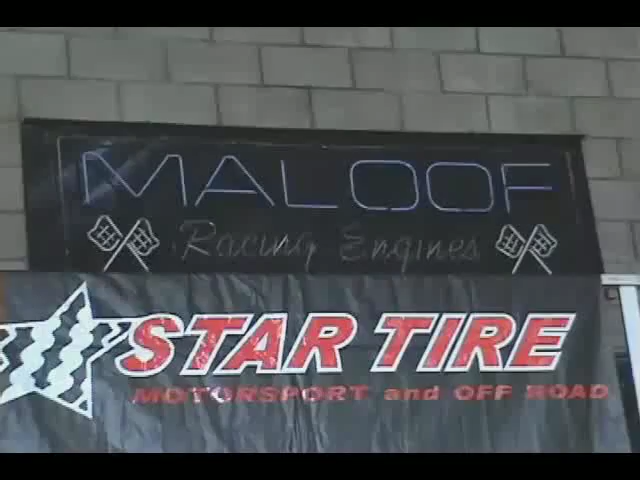 MALOOF
Racing Engines
STAR TIRE
MOTORSPORT and OFF ROAD